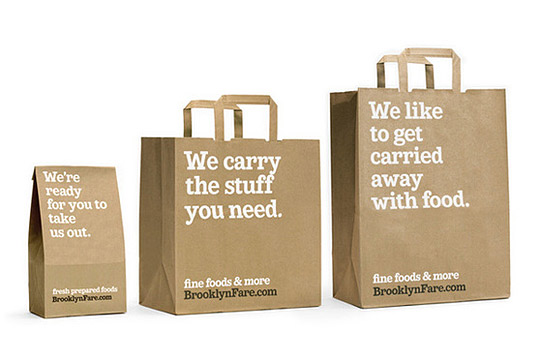 We're
ready
for you to
take
us out.
fresh prepared foods
BrooklynFare.com
We carry
the stuff
you need.
fine foods & more
BrooklynFare.com
We like
to get
carried
away
with food.
fine foods & more
BrooklynFare.com